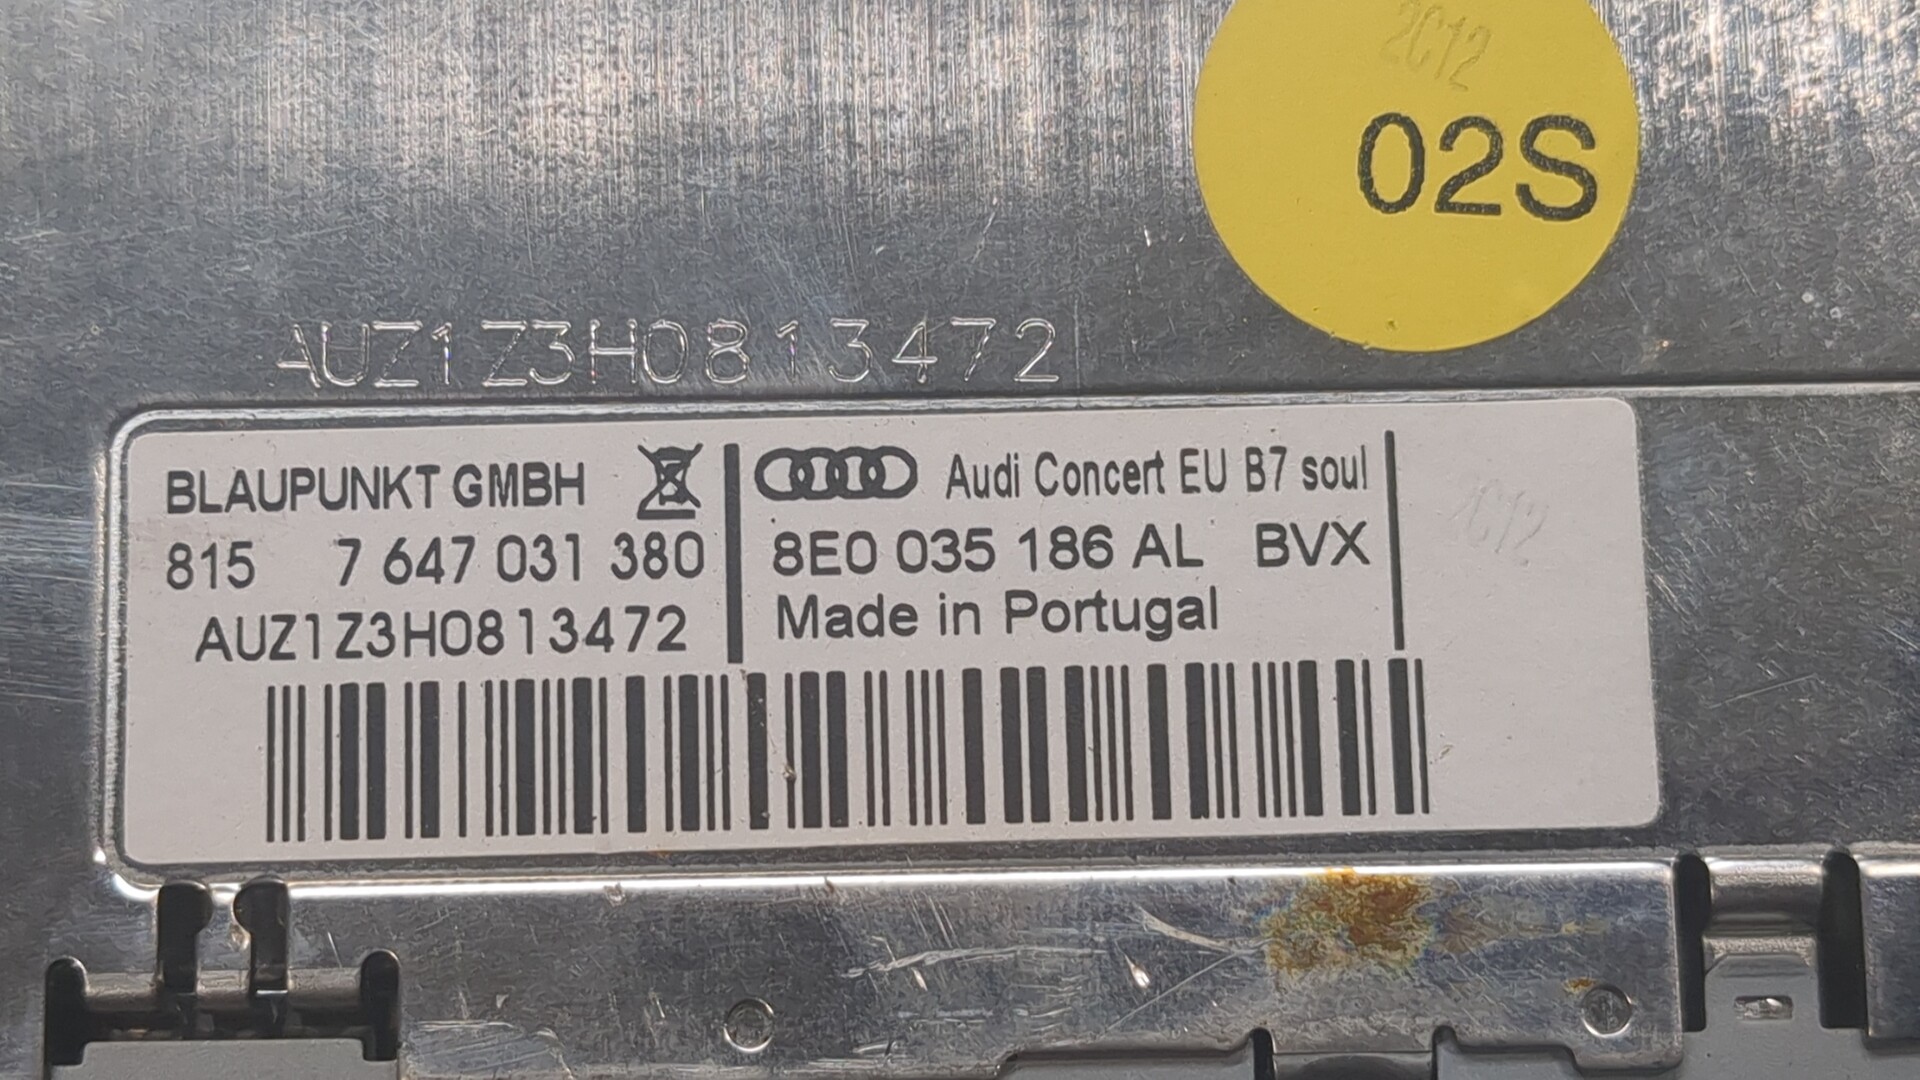 2C12
02S
AUZ1Z3H0813472
BLAUPUNKT GMBH
815 7 647 031 380
AUZ1Z3H0813472
Audi Concert EU B7 soul
8E0 035 186 AL BVX
Made in Portugal
2C12